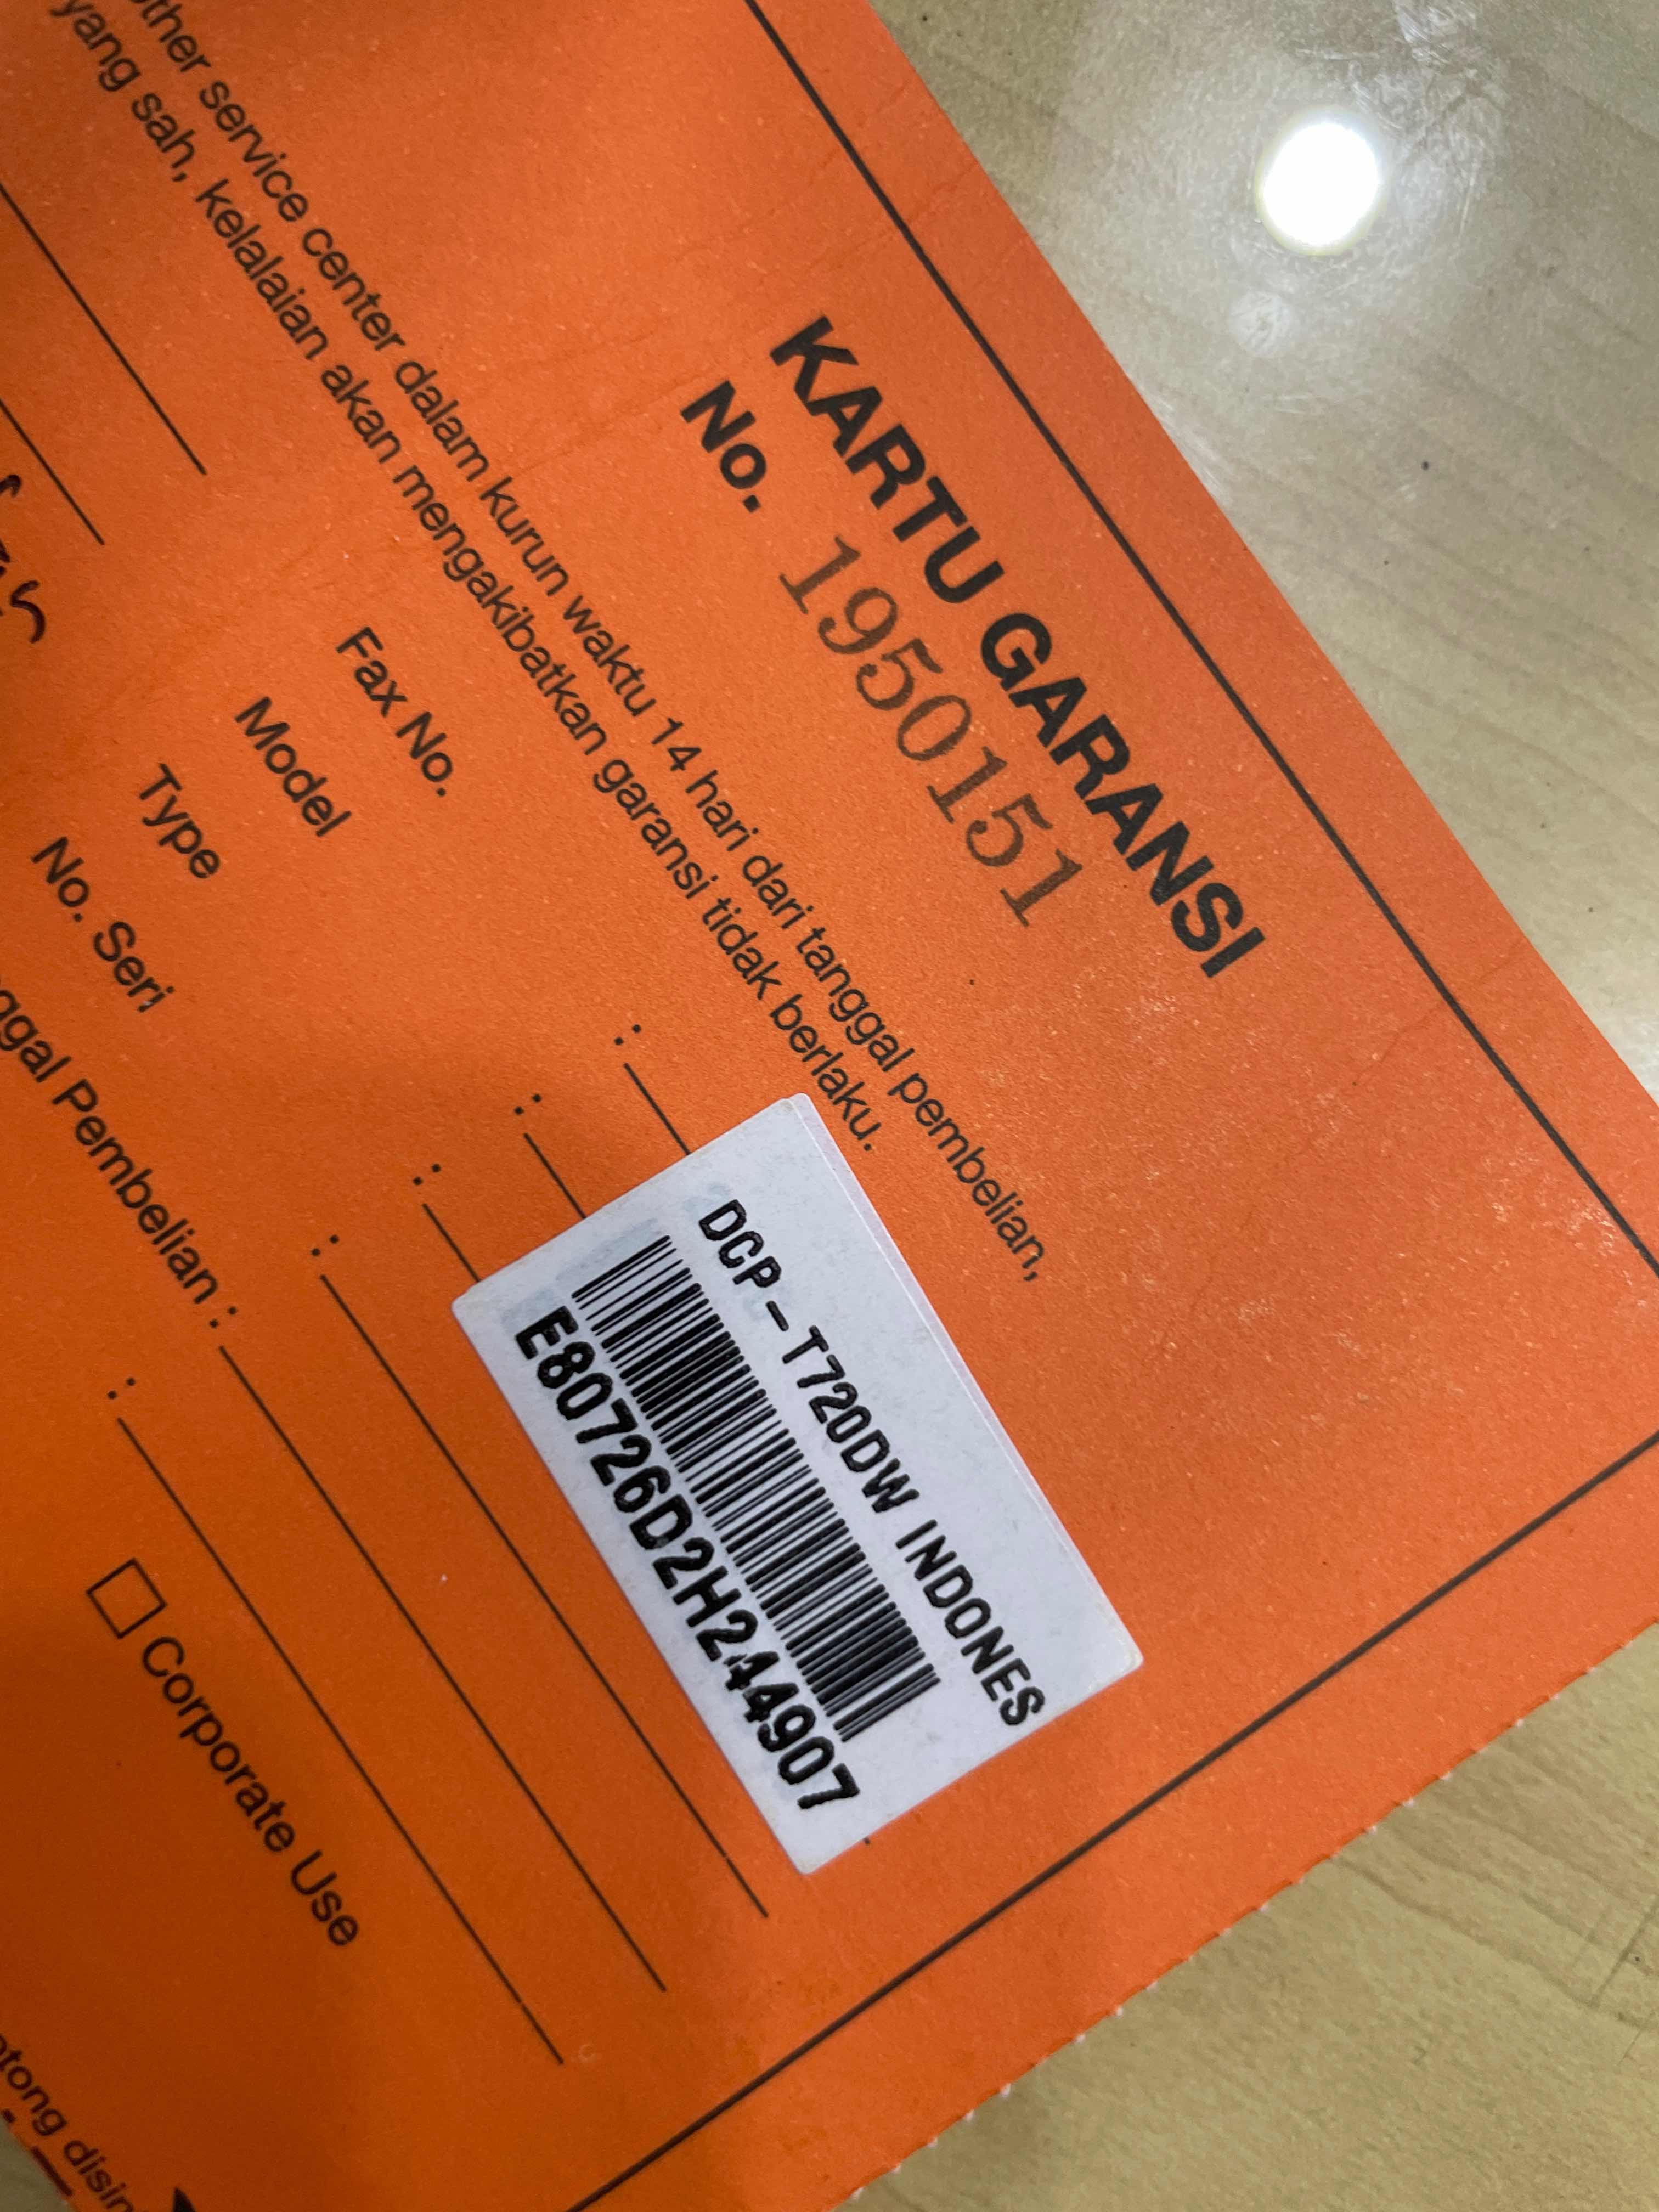 KARTU GARANSI
No. 1950151
other service center dalam kurun waktu 14 hari dari tanggal pembelian,
yang sah, kelalaian akan mengakibatkan garansi tidak berlaku.
Fax No. :
Model :
Type :
No. Seri :
Pembelian :
:
DCP-T720DW INDONES
E80726D2H244907
Corporate Use